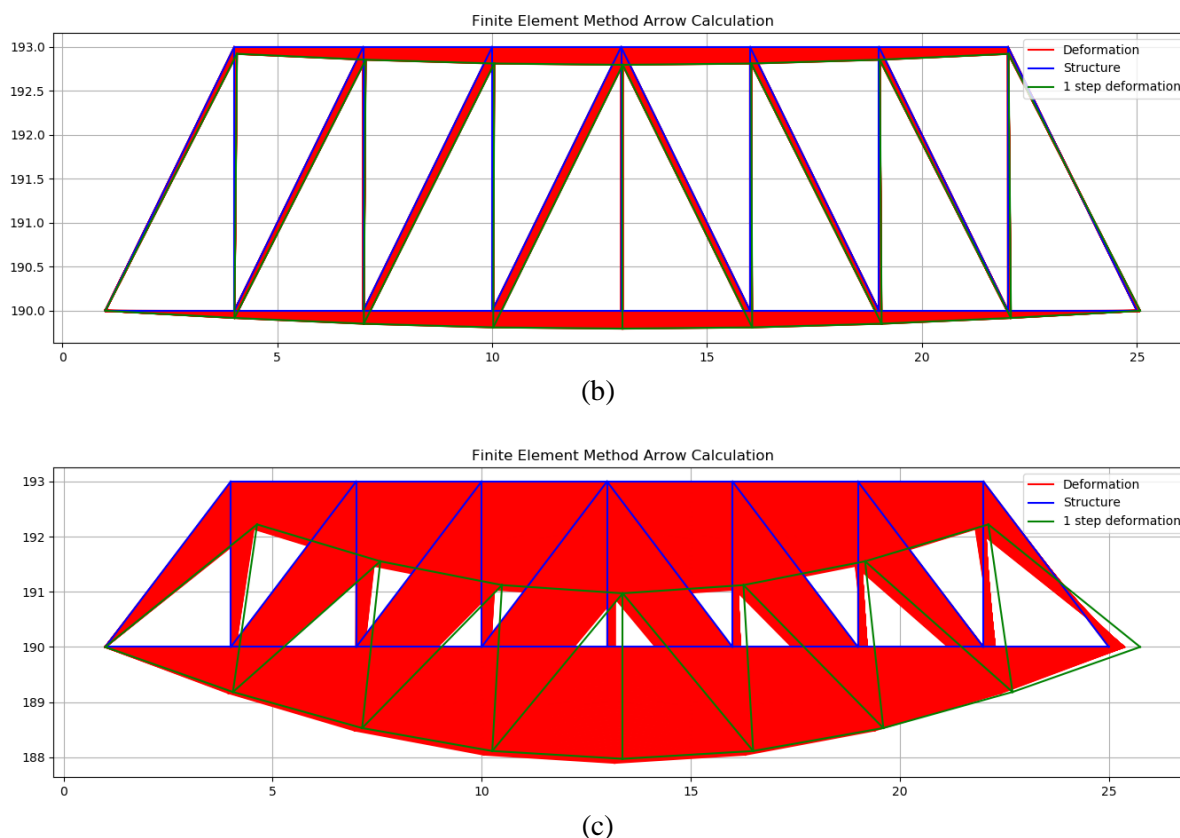 Finite Element Method Arrow Calculation
193.0
192.5
192.0
191.5
191.0
190.5
190.0
Deformation
Structure
1 step deformation
0 5 10 15 20 25
(b)
Finite Element Method Arrow Calculation
193
192
191
190
189
188
Deformation
Structure
1 step deformation
0 5 10 15 20 25
(c)